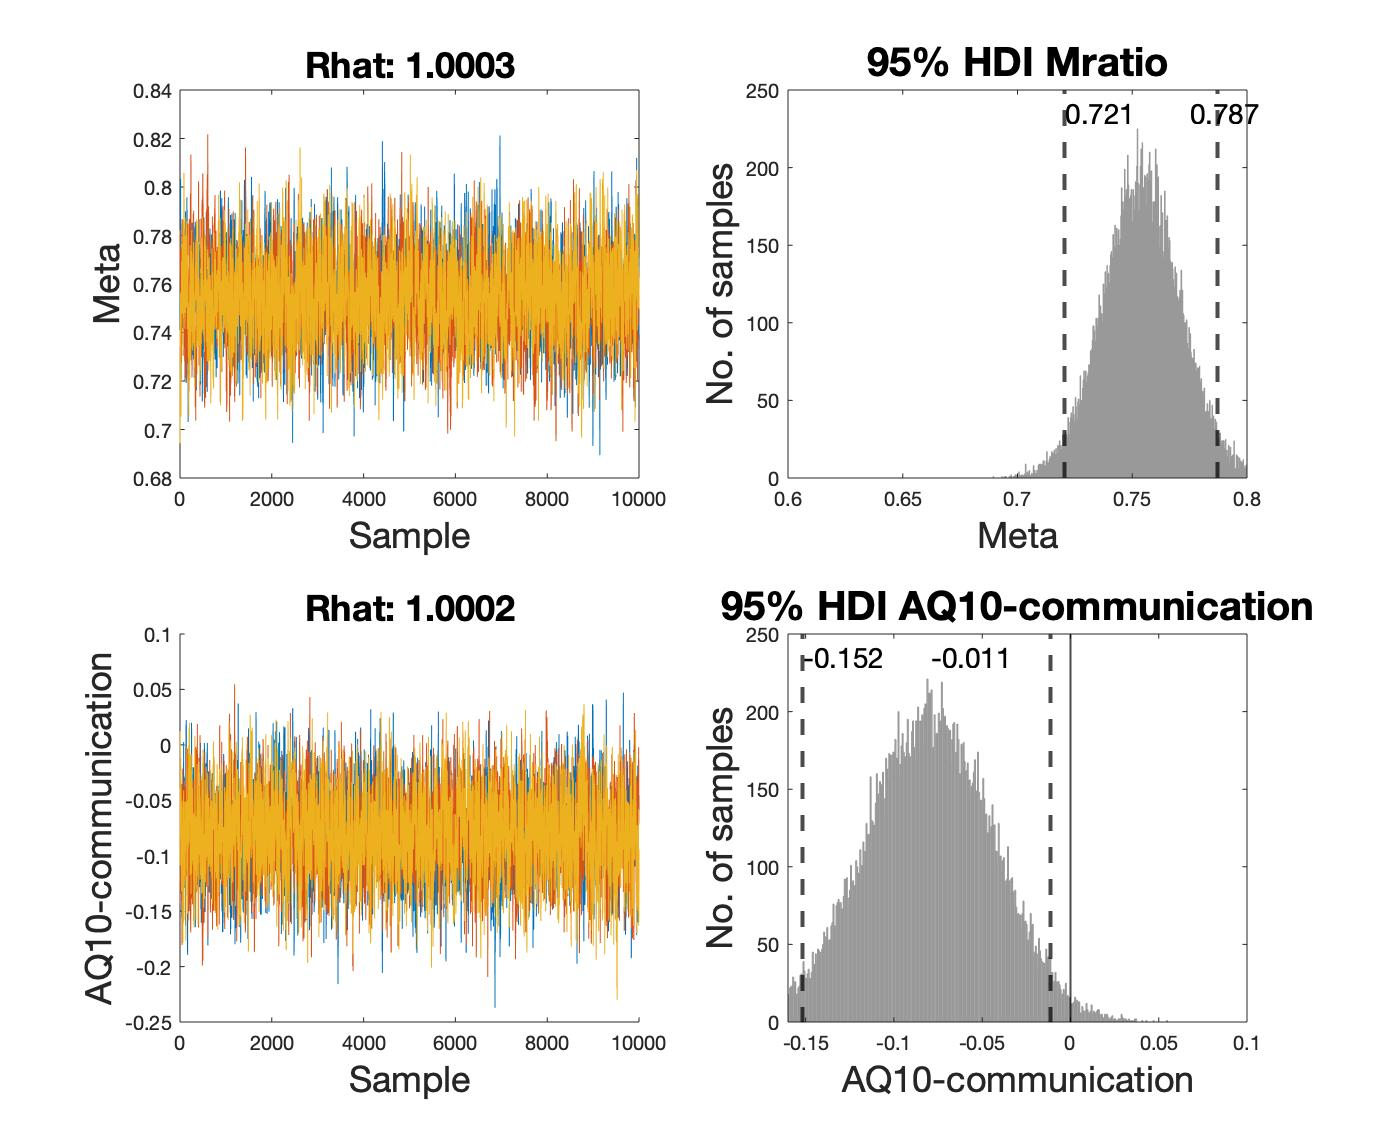 Rhat: 1.0003
0.84
0.82
0.8
0.78
0.76
0.74
0.72
0.7
0.68
Meta
0 2000 4000 6000 8000 10000
Sample
95% HDI Mratio
250
200
150
100
50
0
No. of samples
0.721 0.787
0.6 0.65 0.7 0.75 0.8
Meta
Rhat: 1.0002
0.1
0.05
0
-0.05
-0.1
-0.15
-0.2
-0.25
AQ10-communication
0 2000 4000 6000 8000 10000
Sample
95% HDI AQ10-communication
250
200
150
100
50
0
No. of samples
-0.152 -0.011
-0.15 -0.1 -0.05 0 0.05 0.1
AQ10-communication